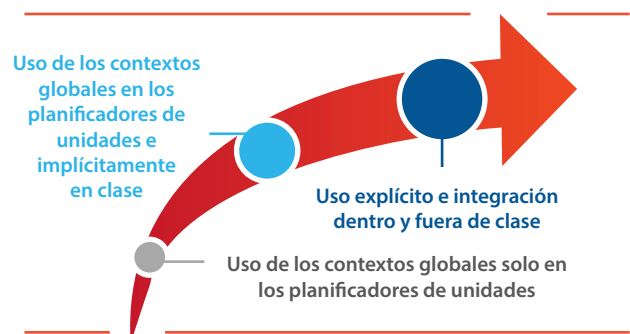 Uso de los contextos
globales en los
planificadores de
unidades e
implícitamente
en clase
Uso explícito e integración
dentro y fuera de clase
Uso de los contextos globales solo en
los planificadores de unidades